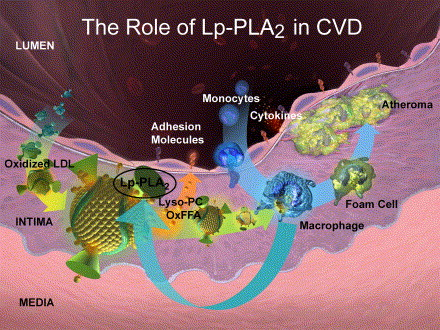 The Role of Lp-PLA2 in CVD
LUMEN
Monocytes
Cytokines
Atheroma
Adhesion
Molecules
Oxidized LDL
Lp-PLA2
Lyso-PC
OxFFA
Foam Cell
INTIMA
Macrophage
MEDIA